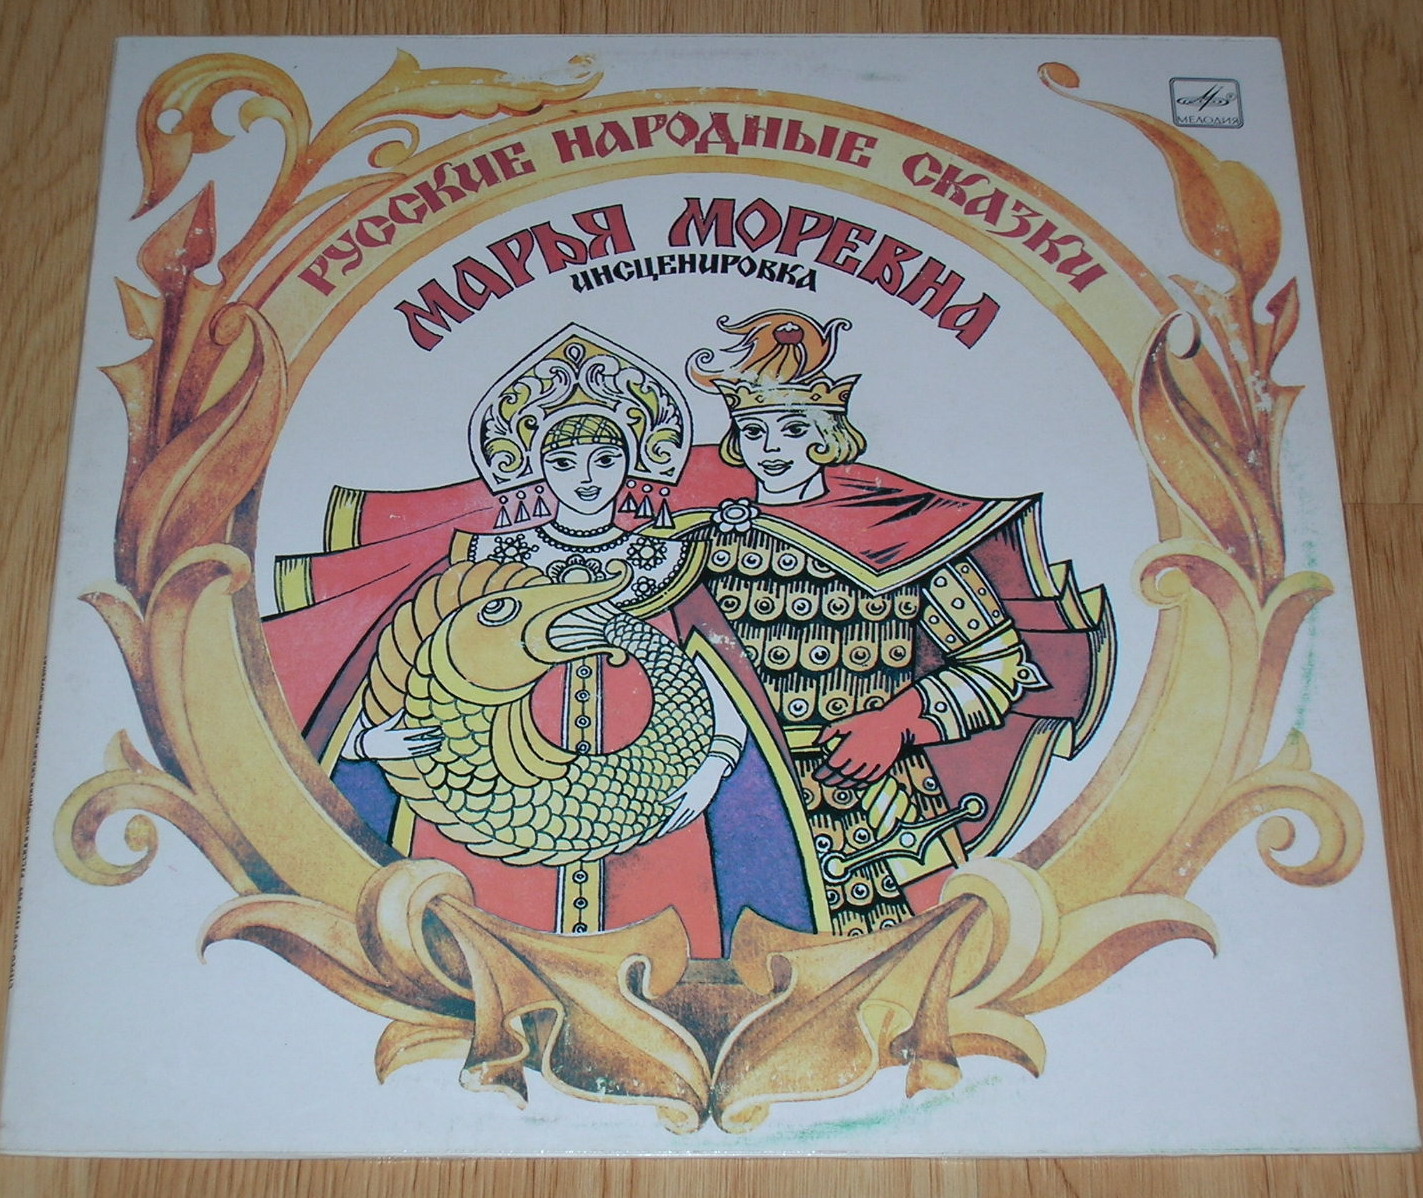 РУССКИЕ НАРОДНЫЕ СКАЗКИ
МЕЛОДИЯ
МАРЬЯ МОРЕВНА
ИНСЦЕНИРОВКА